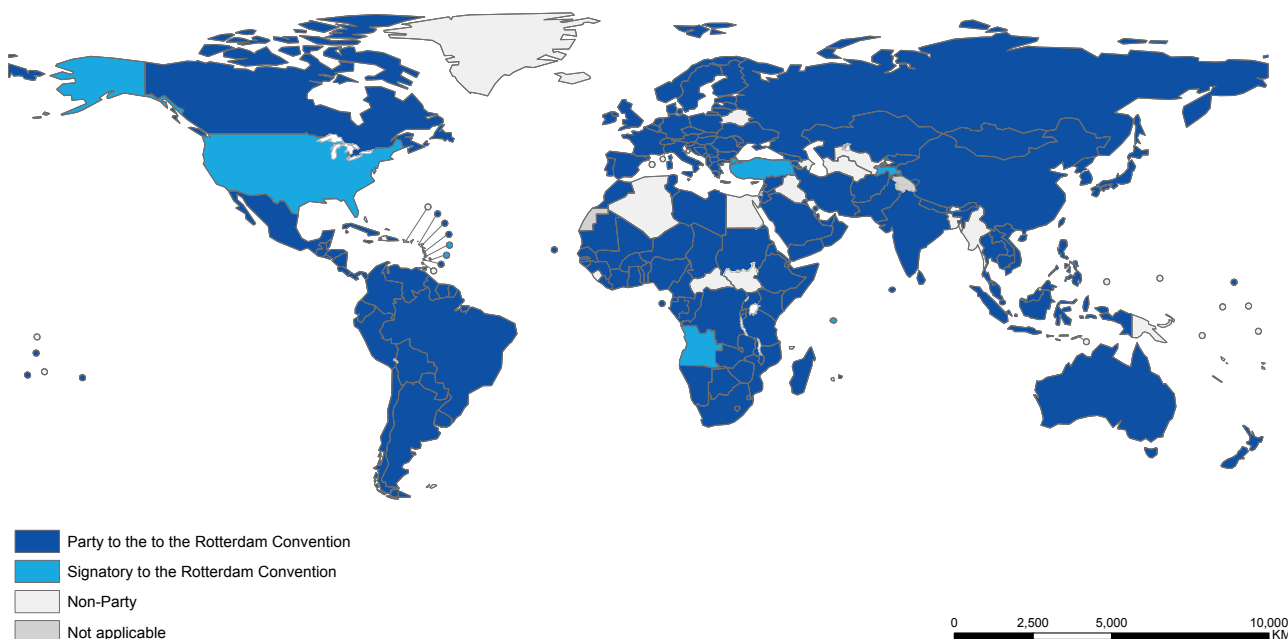 Party to the to the Rotterdam Convention
Signatory to the Rotterdam Convention
Non-Party
Not applicable
0 2,500 5,000 10,000
KM